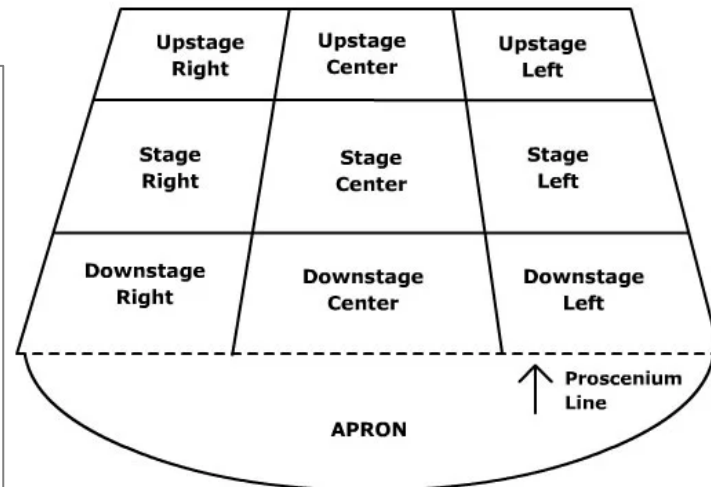 Upstage
Right
Upstage
Center
Upstage
Left
Stage
Right
Stage
Center
Stage
Left
Downstage
Right
Downstage
Center
Downstage
Left
Proscenium
Line
APRON